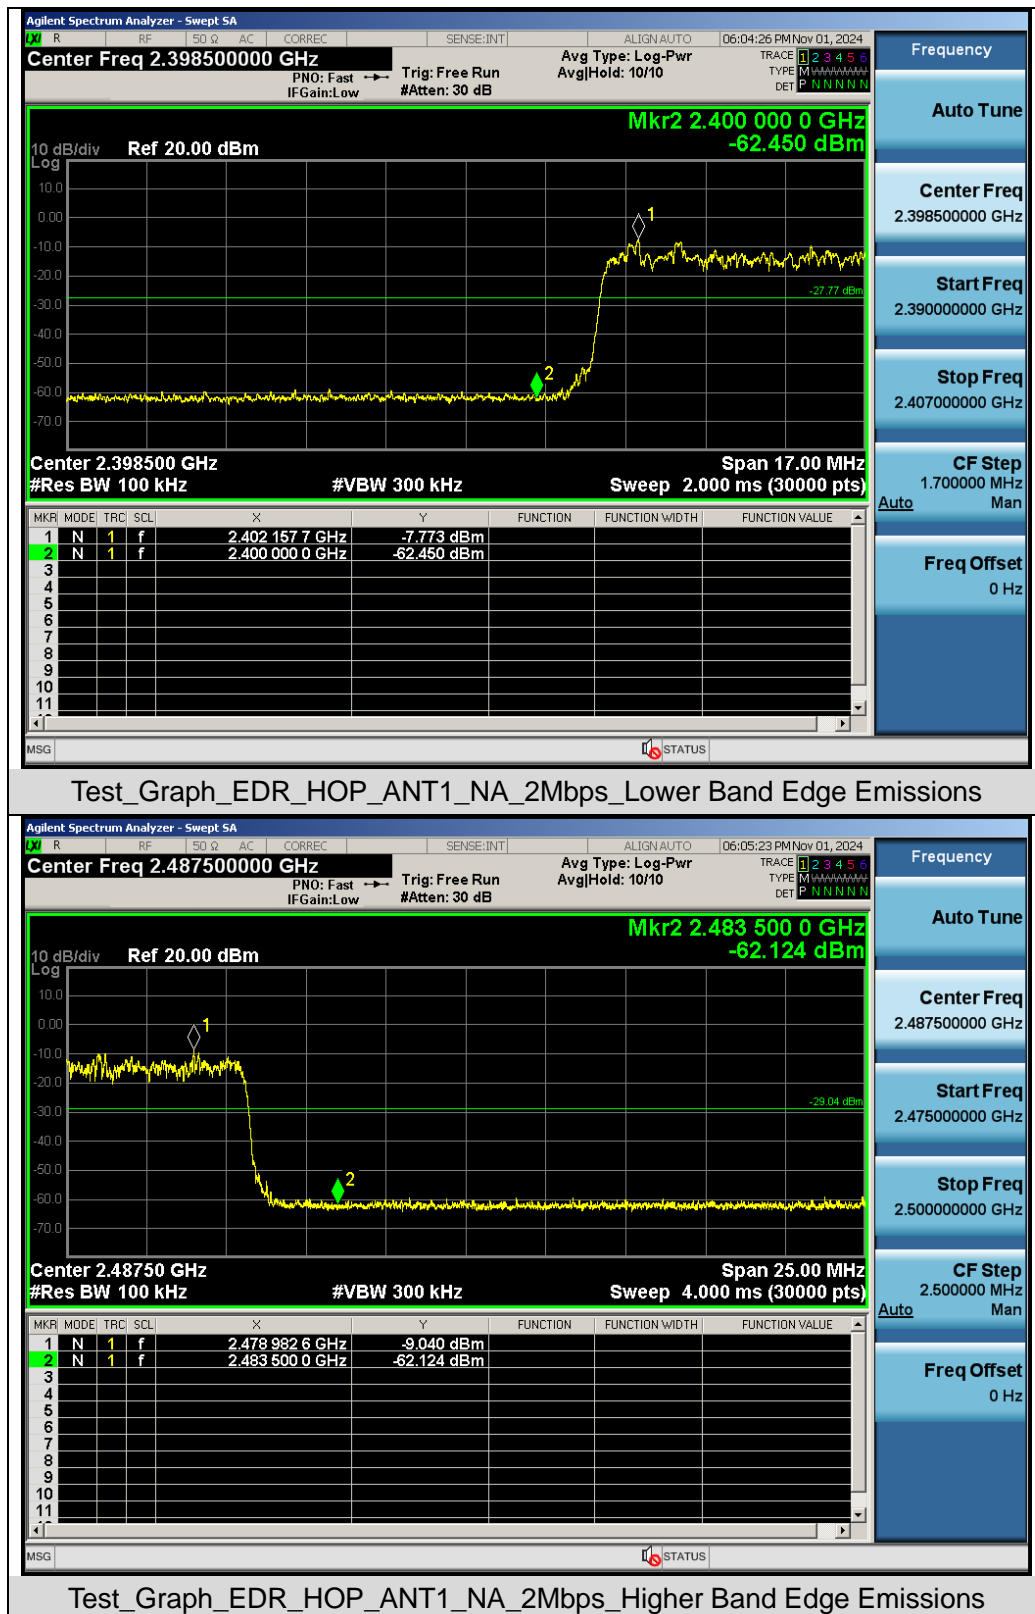 Agilent Spectrum Analyzer - Swept SA
LXI R RF 50 Ω AC CORREC SENSE:INT ALIGN AUTO 06:04:26 PM Nov 01, 2024
Center Freq 2.398500000 GHz
PNO: Fast
IFGain:Low
Trig: Free Run
#Atten: 30 dB
Avg Type: Log-Pwr
Avg|Hold: 10/10
TRACE 1 2 3 4 5 6
TYPE M
DET P N N N N N
Mkr2 2.400 000 0 GHz
-62.450 dBm
10 dB/div Ref 20.00 dBm
Log
10.0
0.00
-10.0
-20.0
-30.0
-40.0
-50.0
-60.0
-70.0
1
-27.77 dBm
2
Center 2.398500 GHz Span 17.00 MHz
#Res BW 100 kHz #VBW 300 kHz Sweep 2.000 ms (30000 pts)
MKR MODE TRC SCL X Y FUNCTION FUNCTION WIDTH FUNCTION VALUE
1 N 1 f 2.402 157 7 GHz -7.773 dBm
2 N 1 f 2.400 000 0 GHz -62.450 dBm
3
4
5
6
7
8
9
10
11
MSG STATUS
Frequency
Auto Tune
Center Freq
2.398500000 GHz
Start Freq
2.390000000 GHz
Stop Freq
2.407000000 GHz
CF Step
1.700000 MHz
Auto Man
Freq Offset
0 Hz
Test_Graph_EDR_HOP_ANT1_NA_2Mbps_Lower Band Edge Emissions
Agilent Spectrum Analyzer - Swept SA
LXI R RF 50 Ω AC CORREC SENSE:INT ALIGN AUTO 06:05:23 PM Nov 01, 2024
Center Freq 2.487500000 GHz
PNO: Fast
IFGain:Low
Trig: Free Run
#Atten: 30 dB
Avg Type: Log-Pwr
Avg|Hold: 10/10
TRACE 1 2 3 4 5 6
TYPE M
DET P N N N N N
Mkr2 2.483 500 0 GHz
-62.124 dBm
10 dB/div Ref 20.00 dBm
Log
10.0
0.00
-10.0
-20.0
-30.0
-40.0
-50.0
-60.0
-70.0
1
-29.04 dBm
2
Center 2.48750 GHz Span 25.00 MHz
#Res BW 100 kHz #VBW 300 kHz Sweep 4.000 ms (30000 pts)
MKR MODE TRC SCL X Y FUNCTION FUNCTION WIDTH FUNCTION VALUE
1 N 1 f 2.478 982 6 GHz -9.040 dBm
2 N 1 f 2.483 500 0 GHz -62.124 dBm
3
4
5
6
7
8
9
10
11
MSG STATUS
Frequency
Auto Tune
Center Freq
2.487500000 GHz
Start Freq
2.475000000 GHz
Stop Freq
2.500000000 GHz
CF Step
2.500000 MHz
Auto Man
Freq Offset
0 Hz
Test_Graph_EDR_HOP_ANT1_NA_2Mbps_Higher Band Edge Emissions